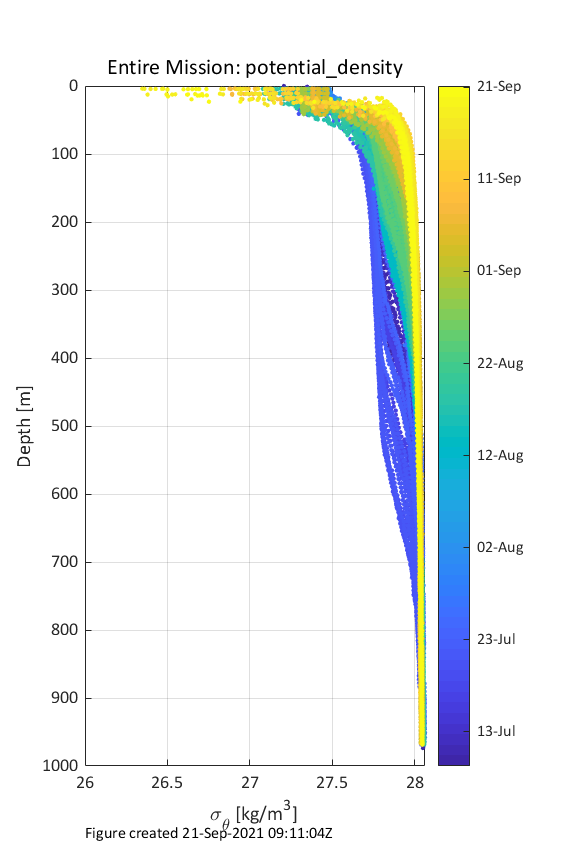 Entire Mission: potential_density
0
100
200
300
400
500
600
700
800
900
1000
Depth [m]
26
26.5
27
27.5
28
σθ [kg/m³]
21-Sep
11-Sep
01-Sep
22-Aug
12-Aug
02-Aug
23-Jul
13-Jul
Figure created 21-Sep-2021 09:11:04Z